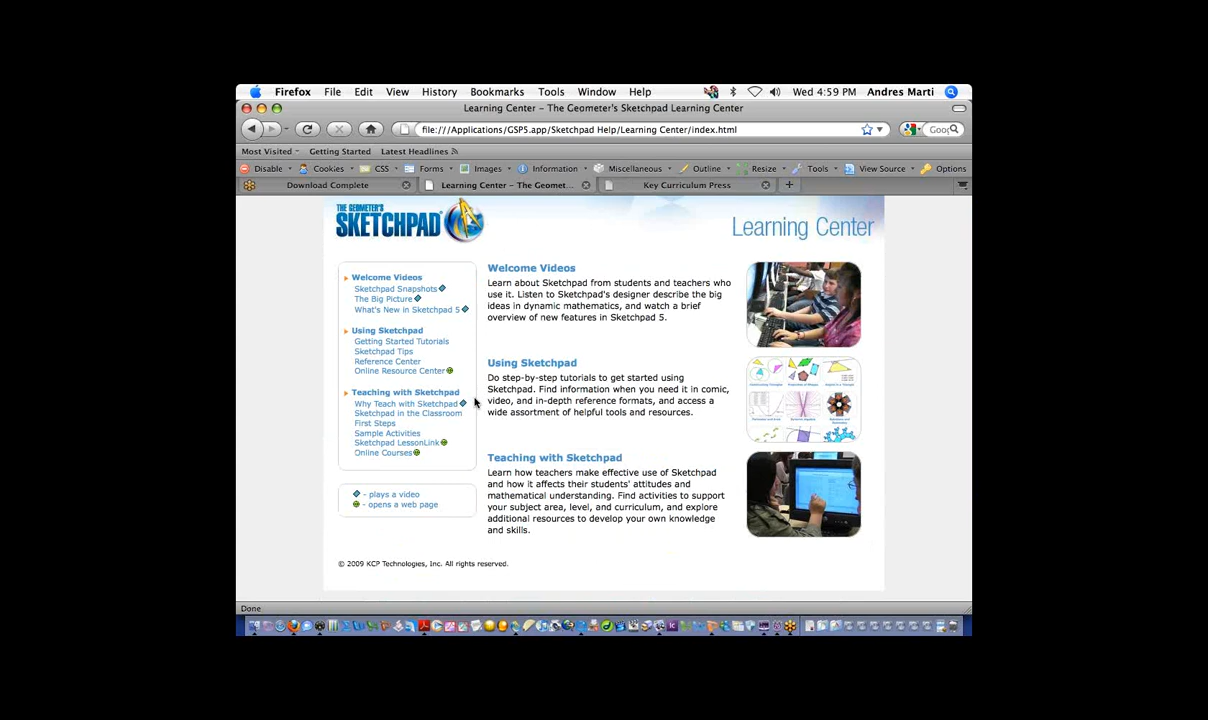 Firefox File Edit View History Bookmarks Tools Window Help Wed 4:59 PM Andres Marti
Learning Center – The Geometer's Sketchpad Learning Center
file:///Applications/GSP5.app/Sketchpad Help/Learning Center/index.html
Most Visited Getting Started Latest Headlines
Disable Cookies CSS Forms Images Information Miscellaneous Outline Resize Tools View Source Options
Download Complete Learning Center – The Geomet... Key Curriculum Press
THE GEOMETER'S
SKETCHPAD
Learning Center
Welcome Videos
Sketchpad Snapshots
The Big Picture
What's New in Sketchpad 5
Using Sketchpad
Getting Started Tutorials
Sketchpad Tips
Reference Center
Online Resource Center
Teaching with Sketchpad
Why Teach with Sketchpad
Sketchpad in the Classroom
First Steps
Sample Activities
Sketchpad LessonLink
Online Courses
- plays a video
- opens a web page
Welcome Videos
Learn about Sketchpad from students and teachers who
use it. Listen to Sketchpad's designer describe the big
ideas in dynamic mathematics, and watch a brief
overview of new features in Sketchpad 5.
Using Sketchpad
Do step-by-step tutorials to get started using
Sketchpad. Find information when you need it in comic,
video, and in-depth reference formats, and access a
wide assortment of helpful tools and resources.
Teaching with Sketchpad
Learn how teachers make effective use of Sketchpad
and how it affects their students' attitudes and
mathematical understanding. Find activities to support
your subject area, level, and curriculum, and explore
additional resources to develop your own knowledge
and skills.
© 2009 KCP Technologies, Inc. All rights reserved.
Done